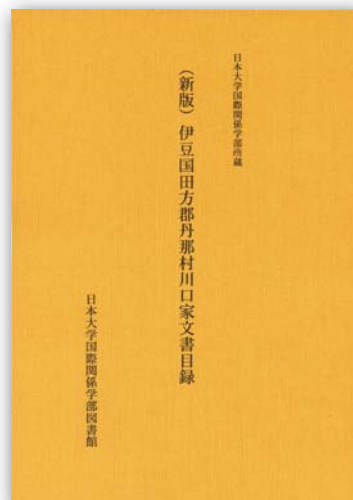 日本大学国際関係学部所蔵
（新版）伊豆国田方郡丹那村川口家文書目録
日本大学国際関係学部図書館